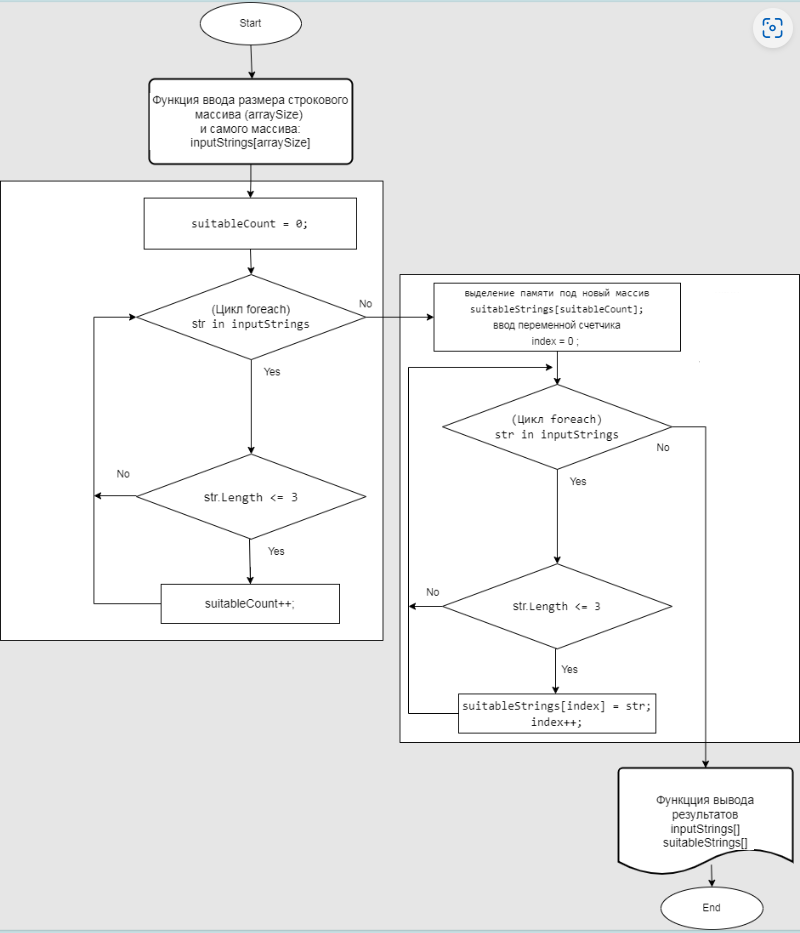 Start
Функция ввода размера строкового
массива (arraySize)
и самого массива:
inputStrings[arraySize]
suitableCount = 0;
(Цикл foreach)
str in inputStrings
No
Yes
str.Length <= 3
No
Yes
suitableCount++;
выделение памяти под новый массив
suitableStrings[suitableCount];
ввод переменной счетчика
index = 0 ;
(Цикл foreach)
str in inputStrings
No
Yes
str.Length <= 3
No
Yes
suitableStrings[index] = str;
index++;
Функкция вывода
результатов
inputStrings[]
suitableStrings[]
End